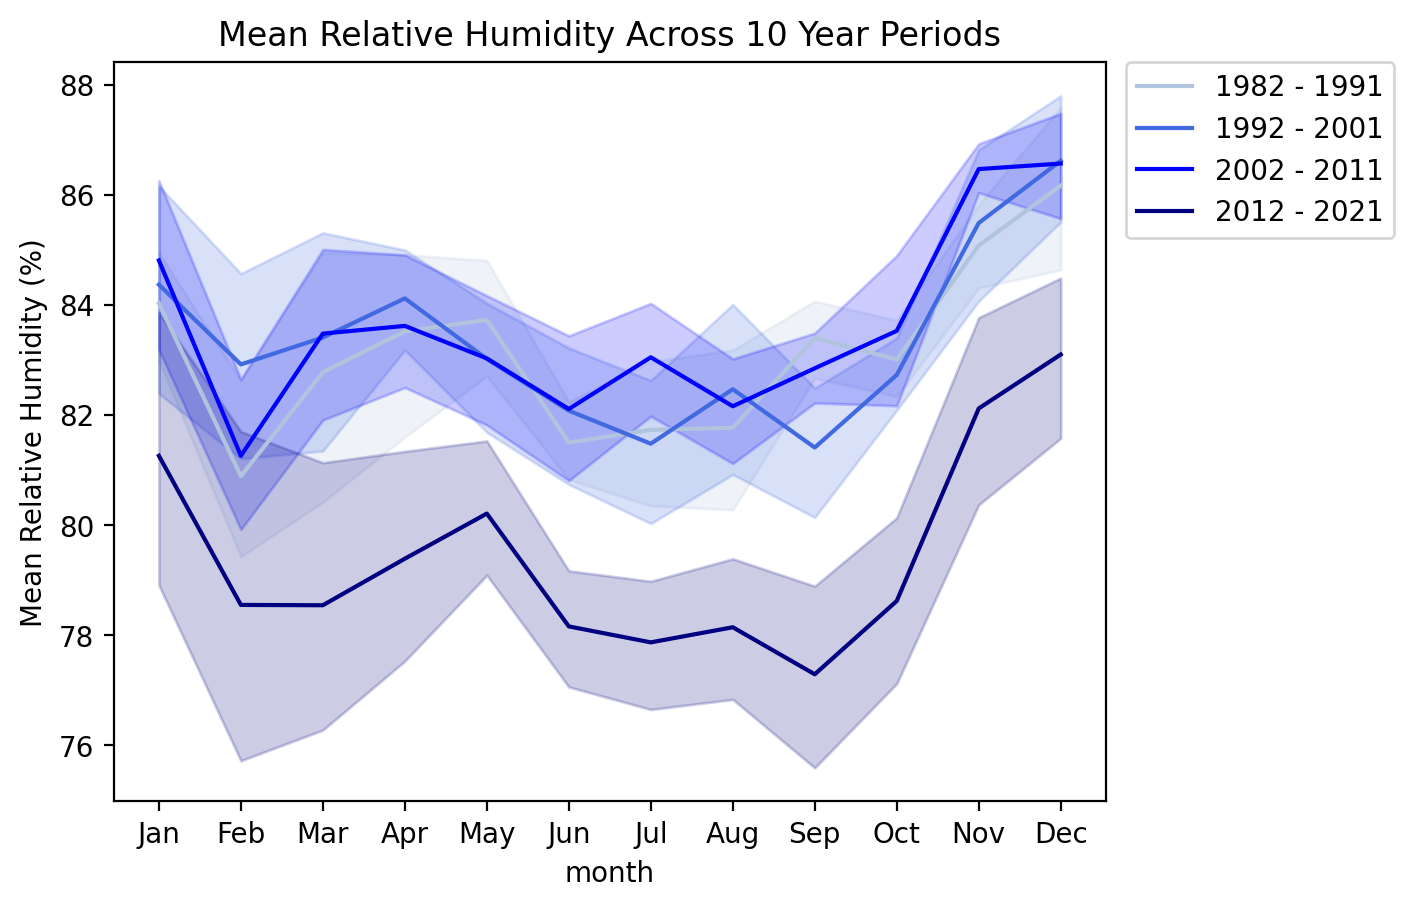 Mean Relative Humidity Across 10 Year Periods
88
86
84
82
80
78
76
Mean Relative Humidity (%)
Jan Feb Mar Apr May Jun Jul Aug Sep Oct Nov Dec
month
1982 - 1991
1992 - 2001
2002 - 2011
2012 - 2021